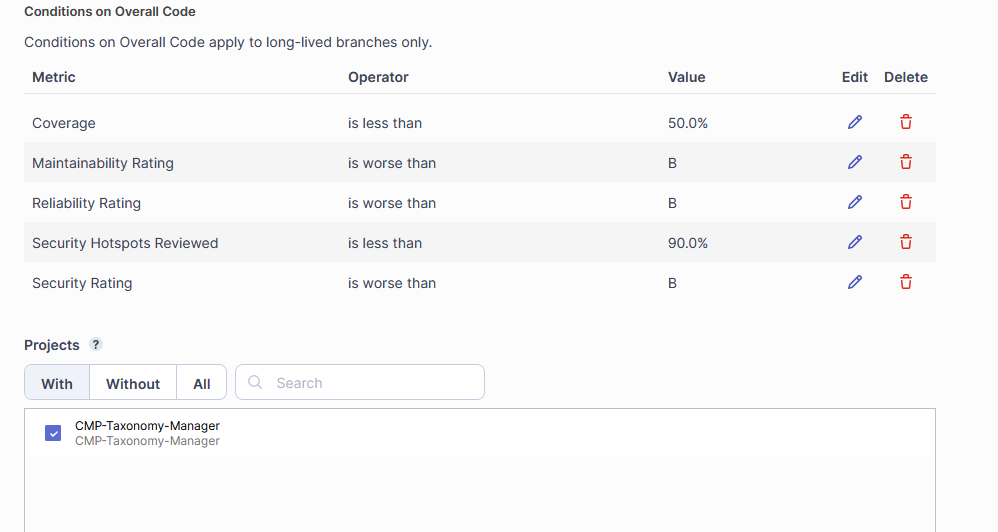 Conditions on Overall Code
Conditions on Overall Code apply to long-lived branches only.
Metric Operator Value Edit Delete
Coverage is less than 50.0%
Maintainability Rating is worse than B
Reliability Rating is worse than B
Security Hotspots Reviewed is less than 90.0%
Security Rating is worse than B
Projects ?
With Without All Search
CMP-Taxonomy-Manager
CMP-Taxonomy-Manager